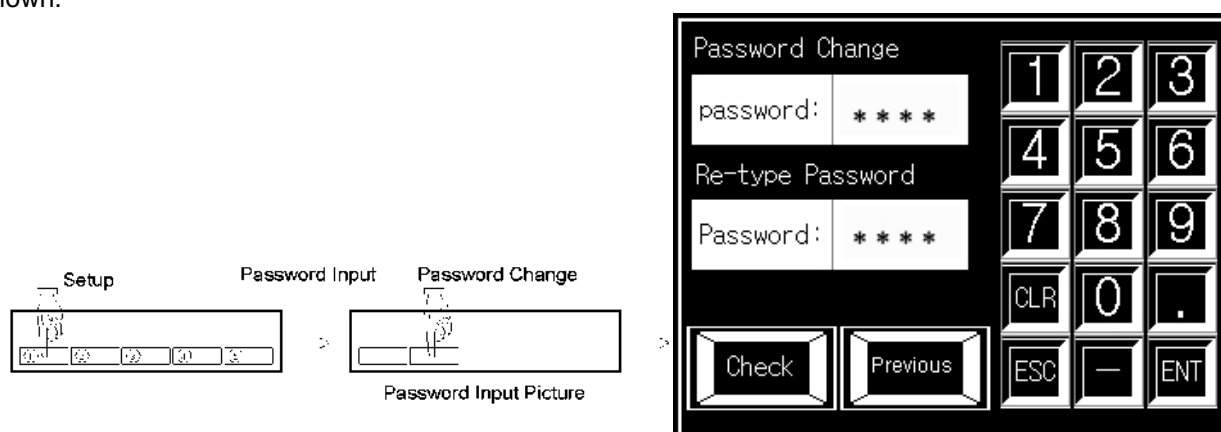 nown.
Setup
Password Input
Password Change
Password Input Picture
Password Change
password: * * * *
Re-type Password
Password: * * * *
Check
Previous
1 2 3
4 5 6
7 8 9
CLR 0 .
ESC — ENT